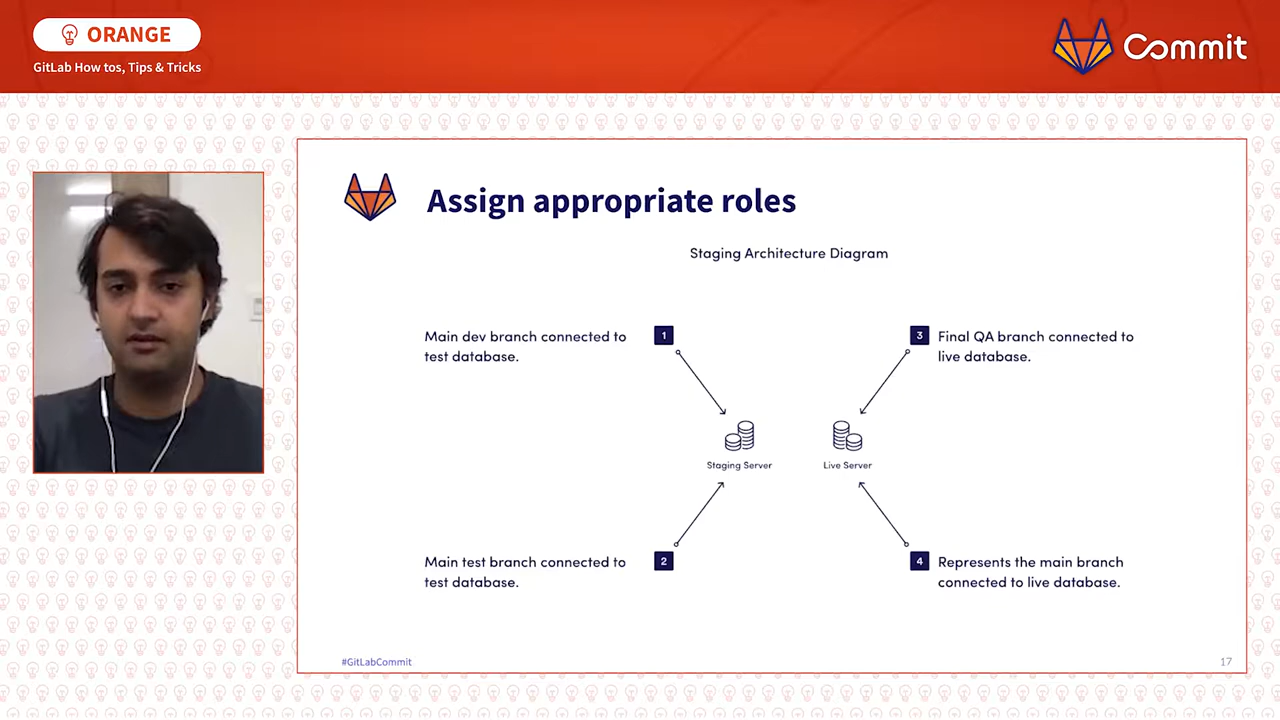 ORANGE
GitLab How tos, Tips & Tricks
Commit
Assign appropriate roles
Staging Architecture Diagram
Main dev branch connected to
test database.
1
3
Final QA branch connected to
live database.
Staging Server
Live Server
Main test branch connected to
test database.
2
4
Represents the main branch
connected to live database.
#GitLabCommit
17